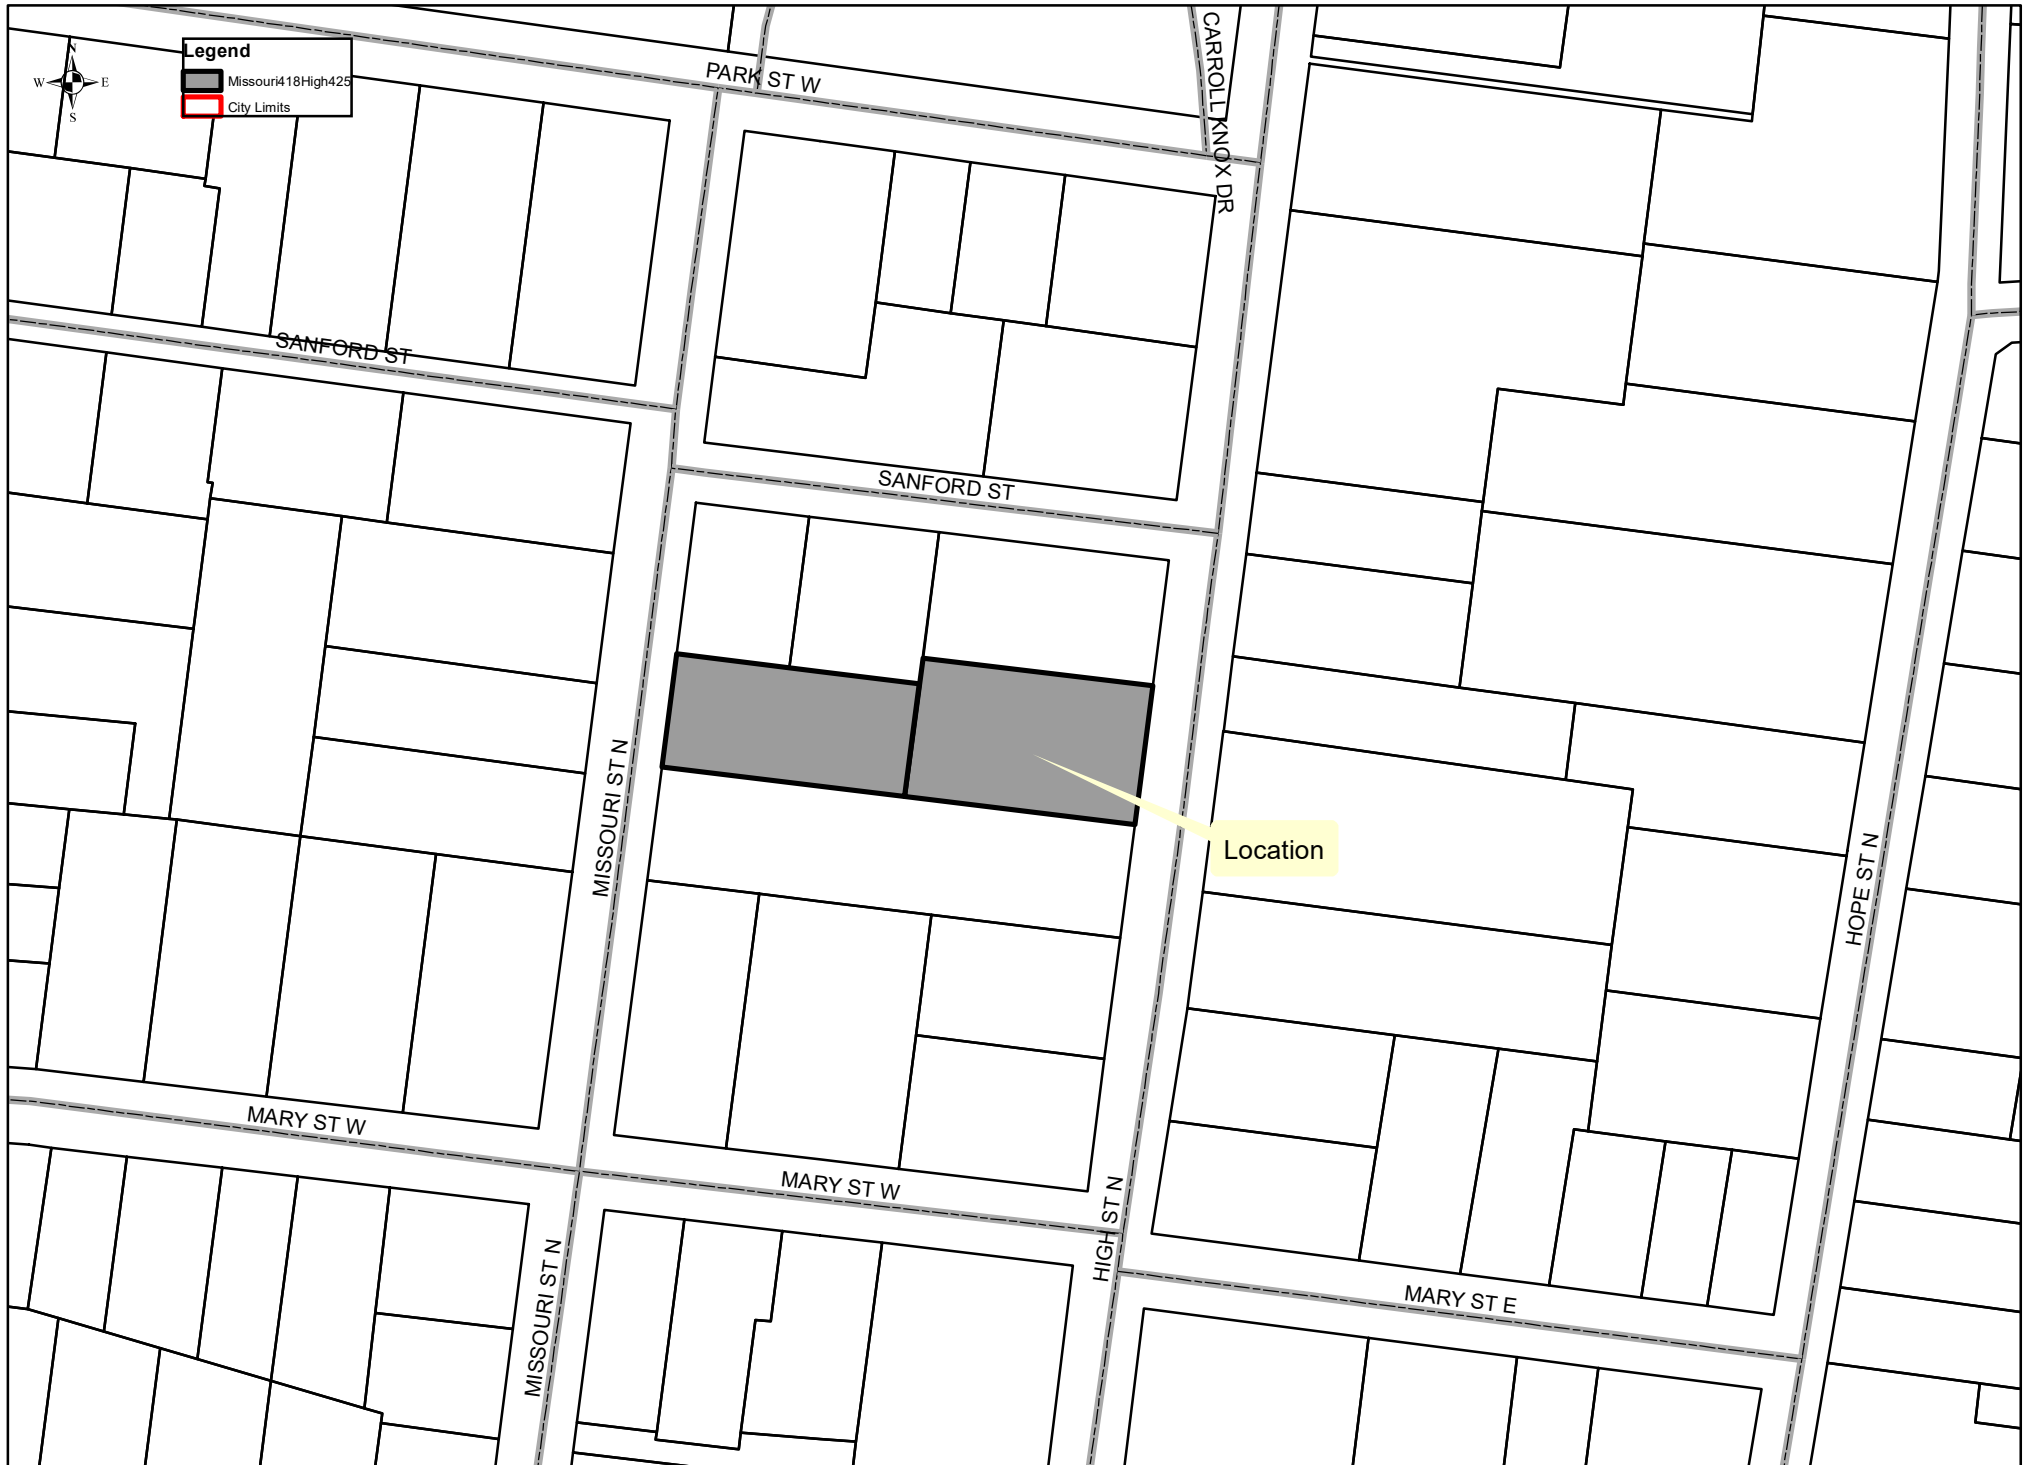 CARROLL KNOX DR
Legend
N
W
E
S
Missouri418High425
City Limits
PARK ST W
SANFORD ST
SANFORD ST
MISSOURI ST N
Location
HOPE ST N
MARY ST W
MARY ST W
HIGH ST N
MISSOURI ST N
MARY ST E